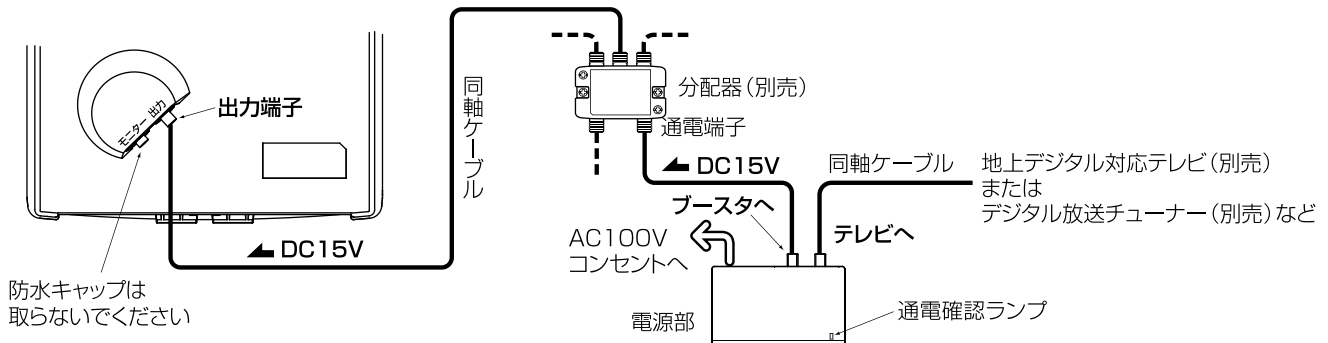 モニター 出力
出力端子
防水キャップは
取らないでください
DC15V
同軸ケーブル
分配器(別売)
通電端子
DC15V
ブースタへ
AC100V
コンセントへ
電源部
同軸ケーブル
テレビへ
地上デジタル対応テレビ(別売)
または
デジタル放送チューナー(別売)など
通電確認ランプ